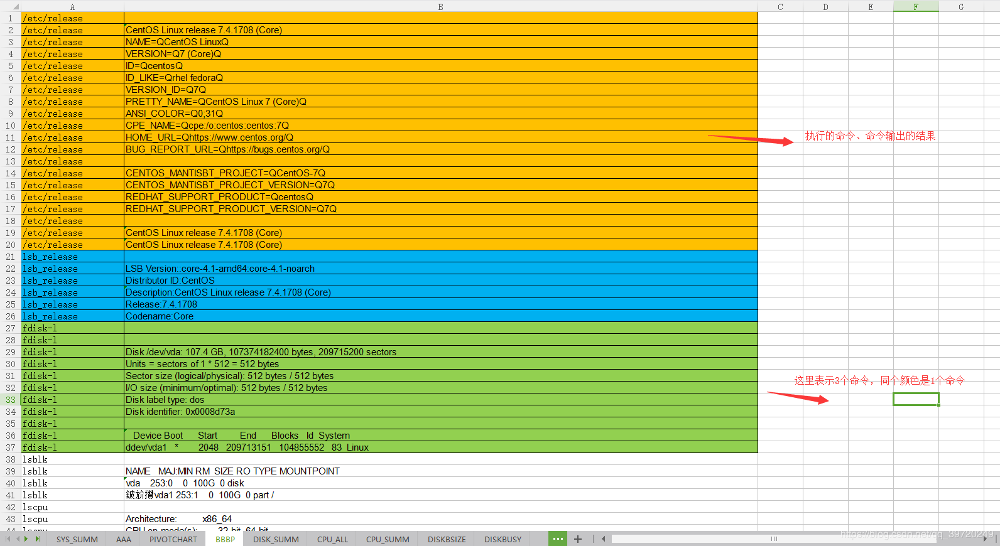 A B C D E F G
1 /etc/release
2 /etc/release CentOS Linux release 7.4.1708 (Core)
3 /etc/release NAME=QCentOS LinuxQ
4 /etc/release VERSION=Q7 (Core)Q
5 /etc/release ID=QcentosQ
6 /etc/release ID_LIKE=Qrhel fedoraQ
7 /etc/release VERSION_ID=Q7Q
8 /etc/release PRETTY_NAME=QCentOS Linux 7 (Core)Q
9 /etc/release ANSI_COLOR=Q0;31Q
10 /etc/release CPE_NAME=Qcpe:/o:centos:centos:7Q
11 /etc/release HOME_URL=Qhttps://www.centos.org/Q
执行的命令、命令输出的结果
12 /etc/release BUG_REPORT_URL=Qhttps://bugs.centos.org/Q
13 /etc/release
14 /etc/release CENTOS_MANTISBT_PROJECT=QCentOS-7Q
15 /etc/release CENTOS_MANTISBT_PROJECT_VERSION=Q7Q
16 /etc/release REDHAT_SUPPORT_PRODUCT=QcentosQ
17 /etc/release REDHAT_SUPPORT_PRODUCT_VERSION=Q7Q
18 /etc/release
19 /etc/release CentOS Linux release 7.4.1708 (Core)
20 /etc/release CentOS Linux release 7.4.1708 (Core)
21 lsb_release
22 lsb_release LSB Version::core-4.1-amd64:core-4.1-noarch
23 lsb_release Distributor ID:CentOS
24 lsb_release Description:CentOS Linux release 7.4.1708 (Core)
25 lsb_release Release:7.4.1708
26 lsb_release Codename:Core
27 fdisk-l
28 fdisk-l
29 fdisk-l Disk /dev/vda: 107.4 GB, 107374182400 bytes, 209715200 sectors
30 fdisk-l Units = sectors of 1 * 512 = 512 bytes
31 fdisk-l Sector size (logical/physical): 512 bytes / 512 bytes
这里表示3个命令，同个颜色是1个命令
32 fdisk-l I/O size (minimum/optimal): 512 bytes / 512 bytes
33 fdisk-l Disk label type: dos
34 fdisk-l Disk identifier: 0x0008d73a
35 fdisk-l
36 fdisk-l Device Boot Start End Blocks Id System
37 fdisk-l ddev/vda1 * 2048 209713151 104855552 83 Linux
38 lsblk
39 lsblk NAME MAJ:MIN RM SIZE RO TYPE MOUNTPOINT
40 lsblk vda 253:0 0 100G 0 disk
41 lsblk vda1 253:1 0 100G 0 part /
42 lscpu
43 lscpu Architecture: x86_64
44 lscpu CPU op-mode(s): 32-bit, 64-bit
SYS_SUMM AAA PIVOTCHART BBBP DISK_SUMM CPU_ALL CPU_SUMM DISKBSIZE DISKBUSY
https://blog.csdn.net/qq_39720249